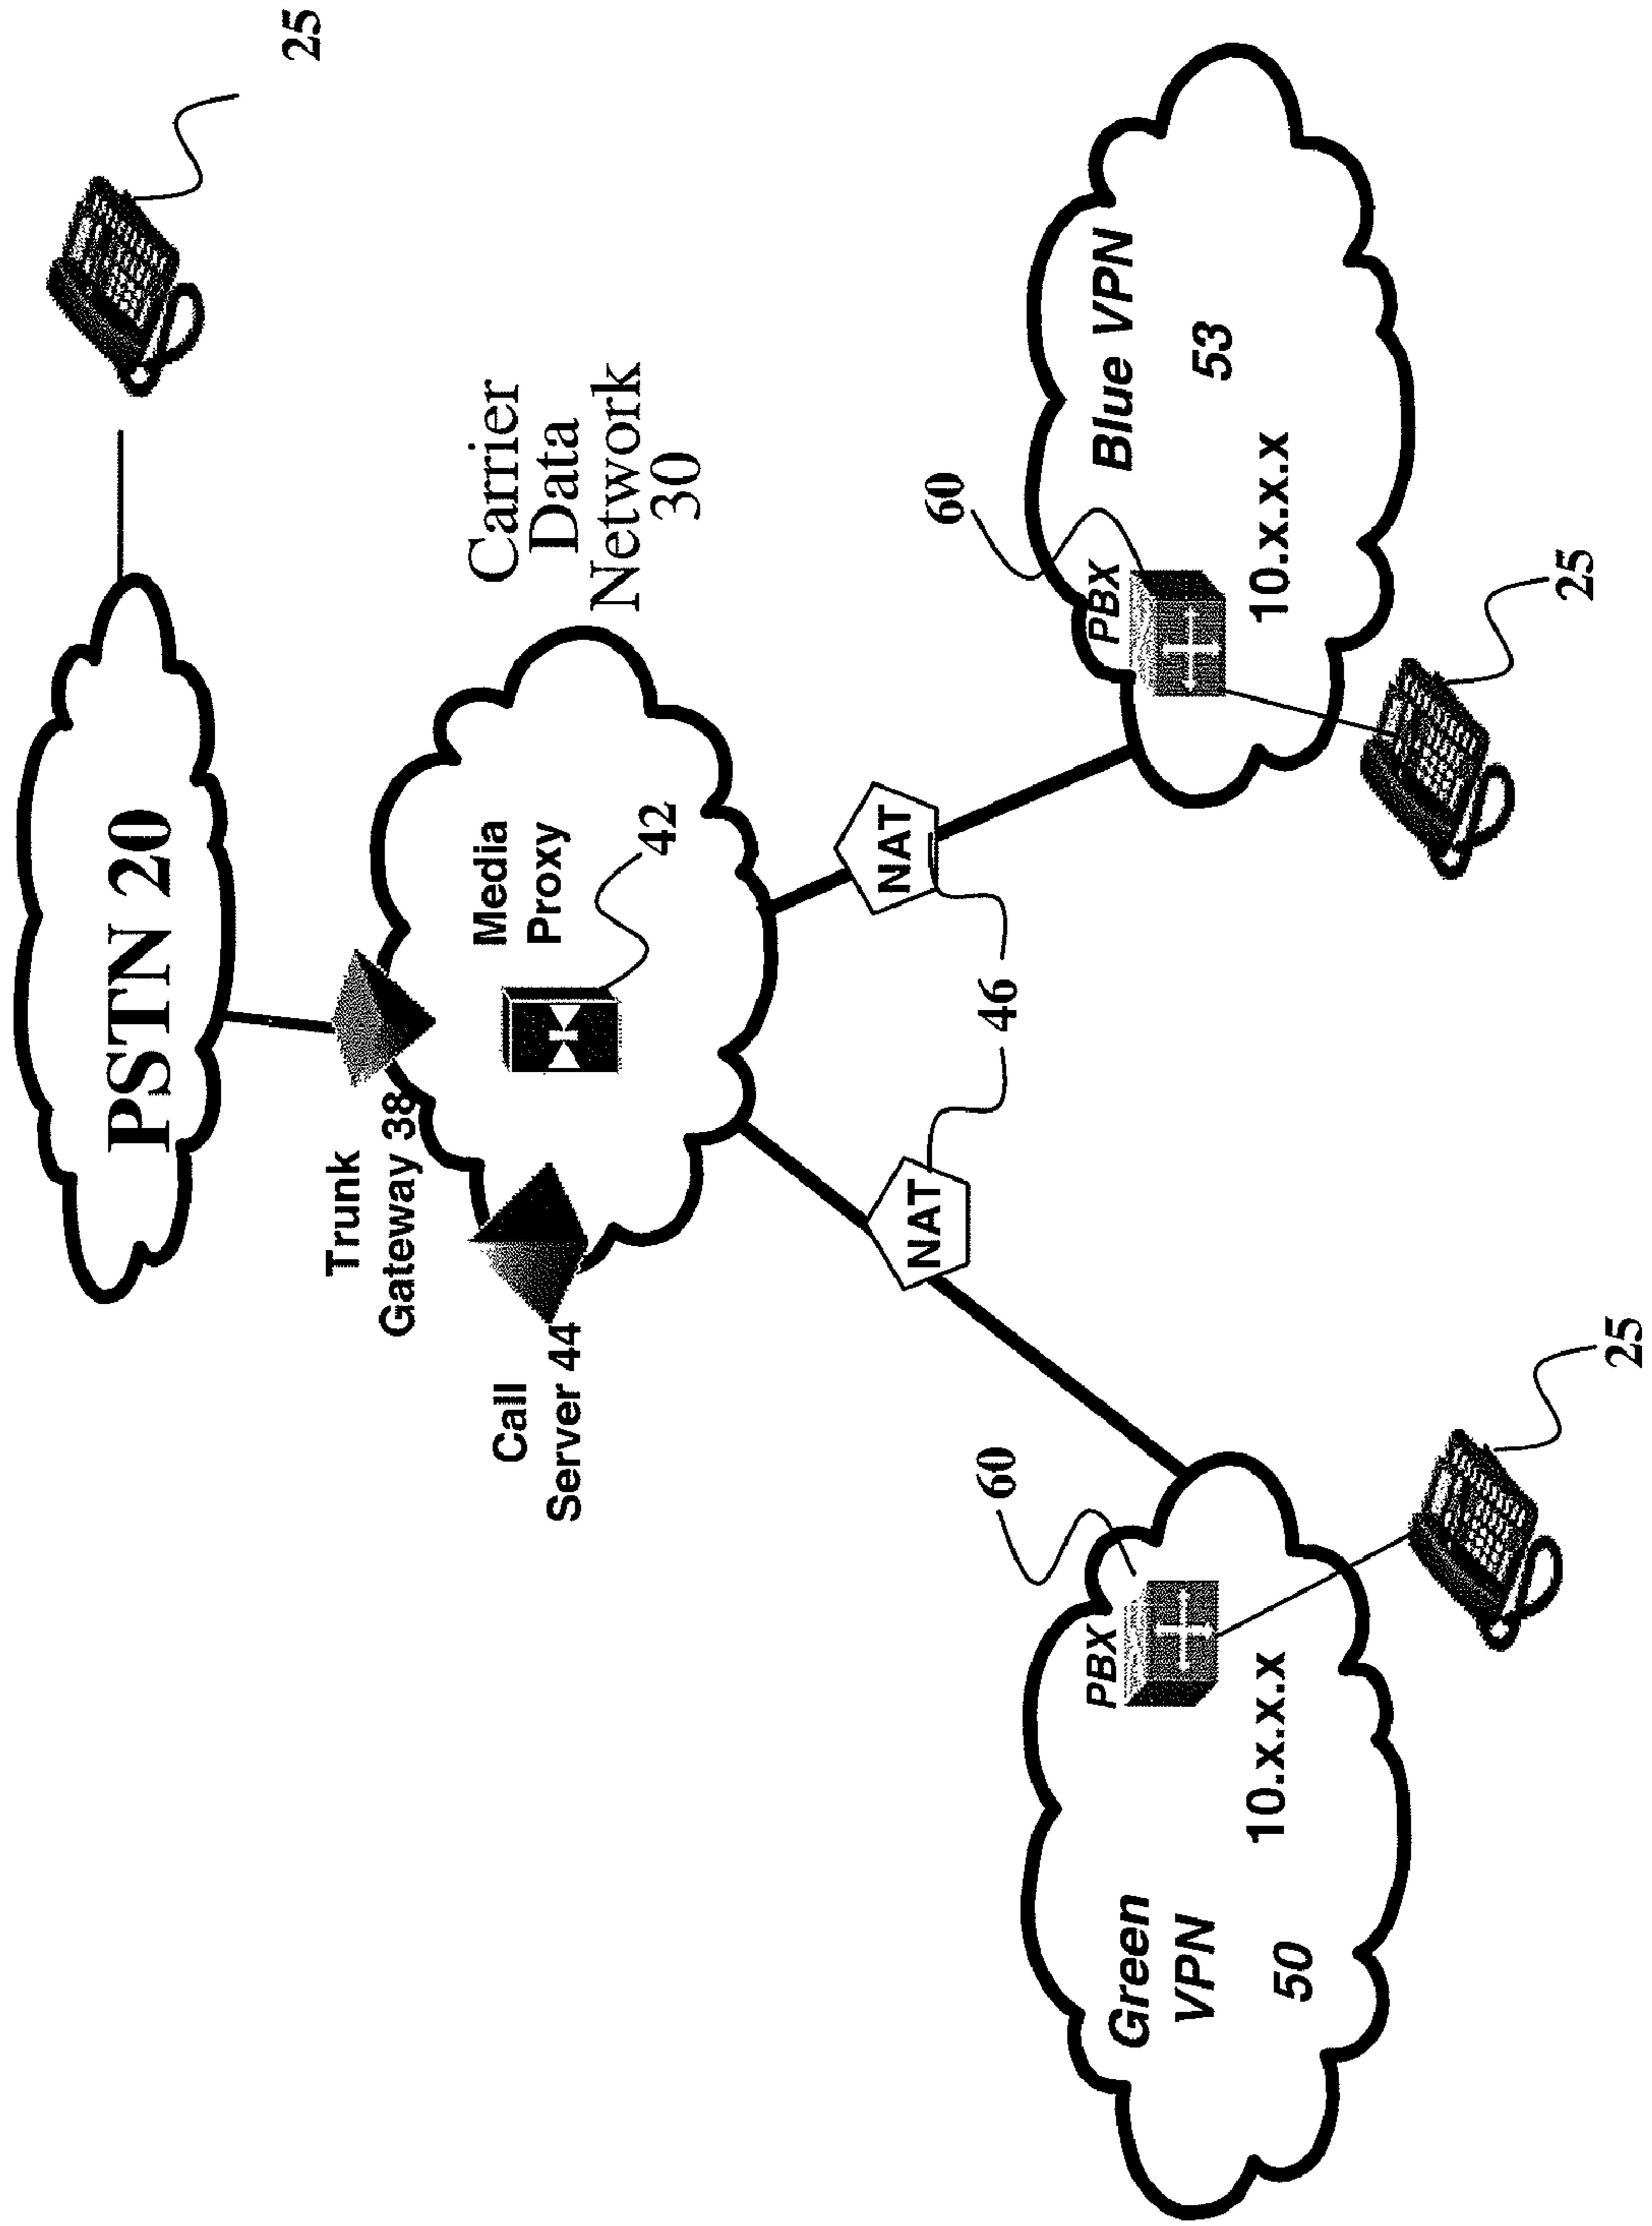 25
PSTN 20
Trunk
Gateway 38
Carrier
Data
Network
30
Call
Server 44
Media
Proxy
42
NAT
NAT
46
60
60
PBX
Green
VPN
50
10.x.x.x
25
PBX
Blue VPN
53
10.x.x.x
25